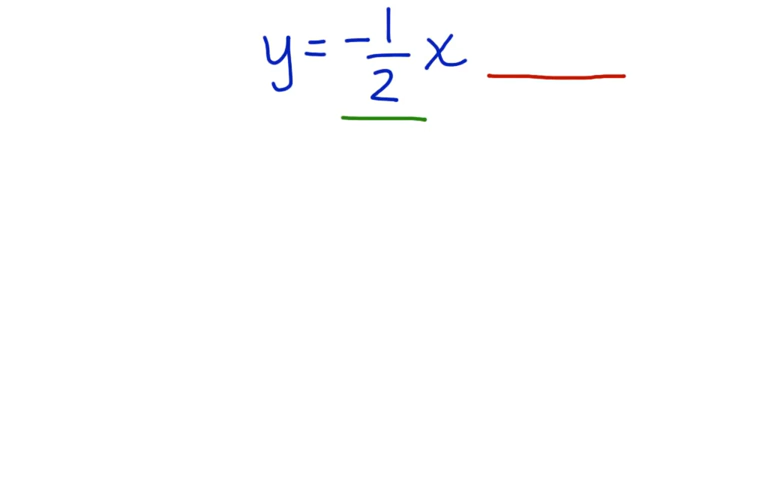 y = -1/2 x